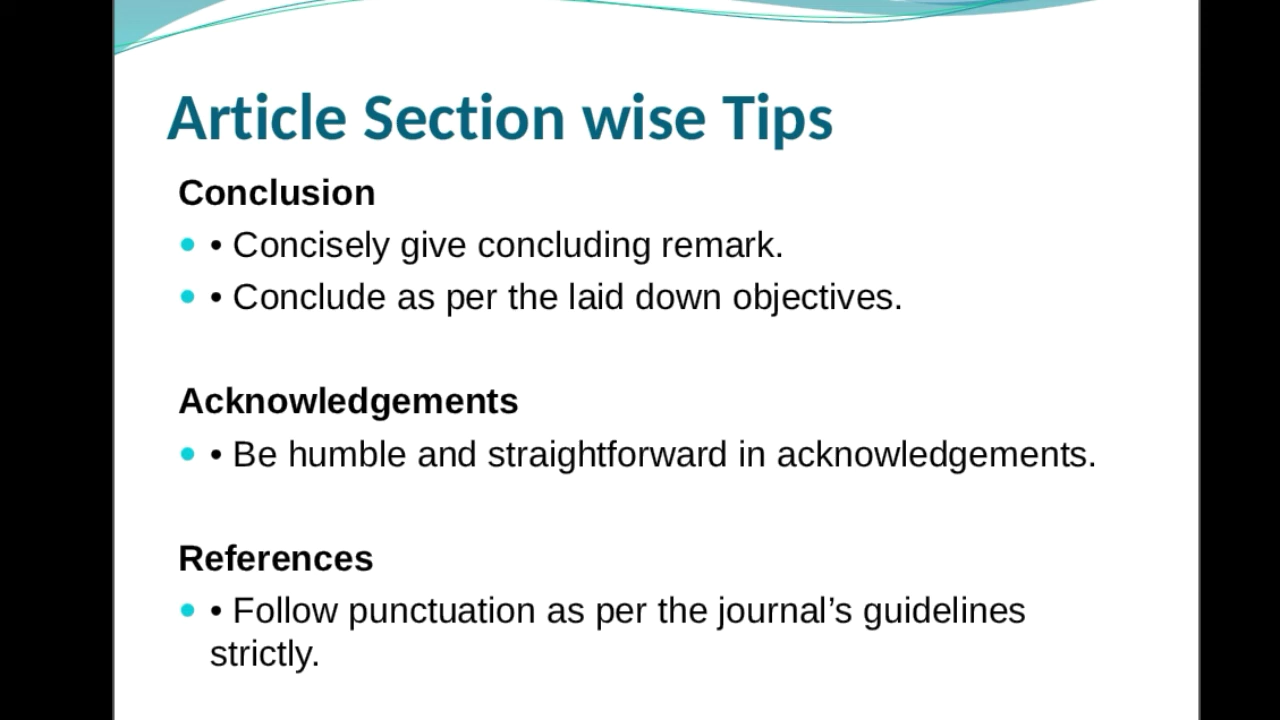 Article Section wise Tips
Conclusion
• • Concisely give concluding remark.
• • Conclude as per the laid down objectives.
Acknowledgements
• • Be humble and straightforward in acknowledgements.
References
• • Follow punctuation as per the journal’s guidelines
strictly.